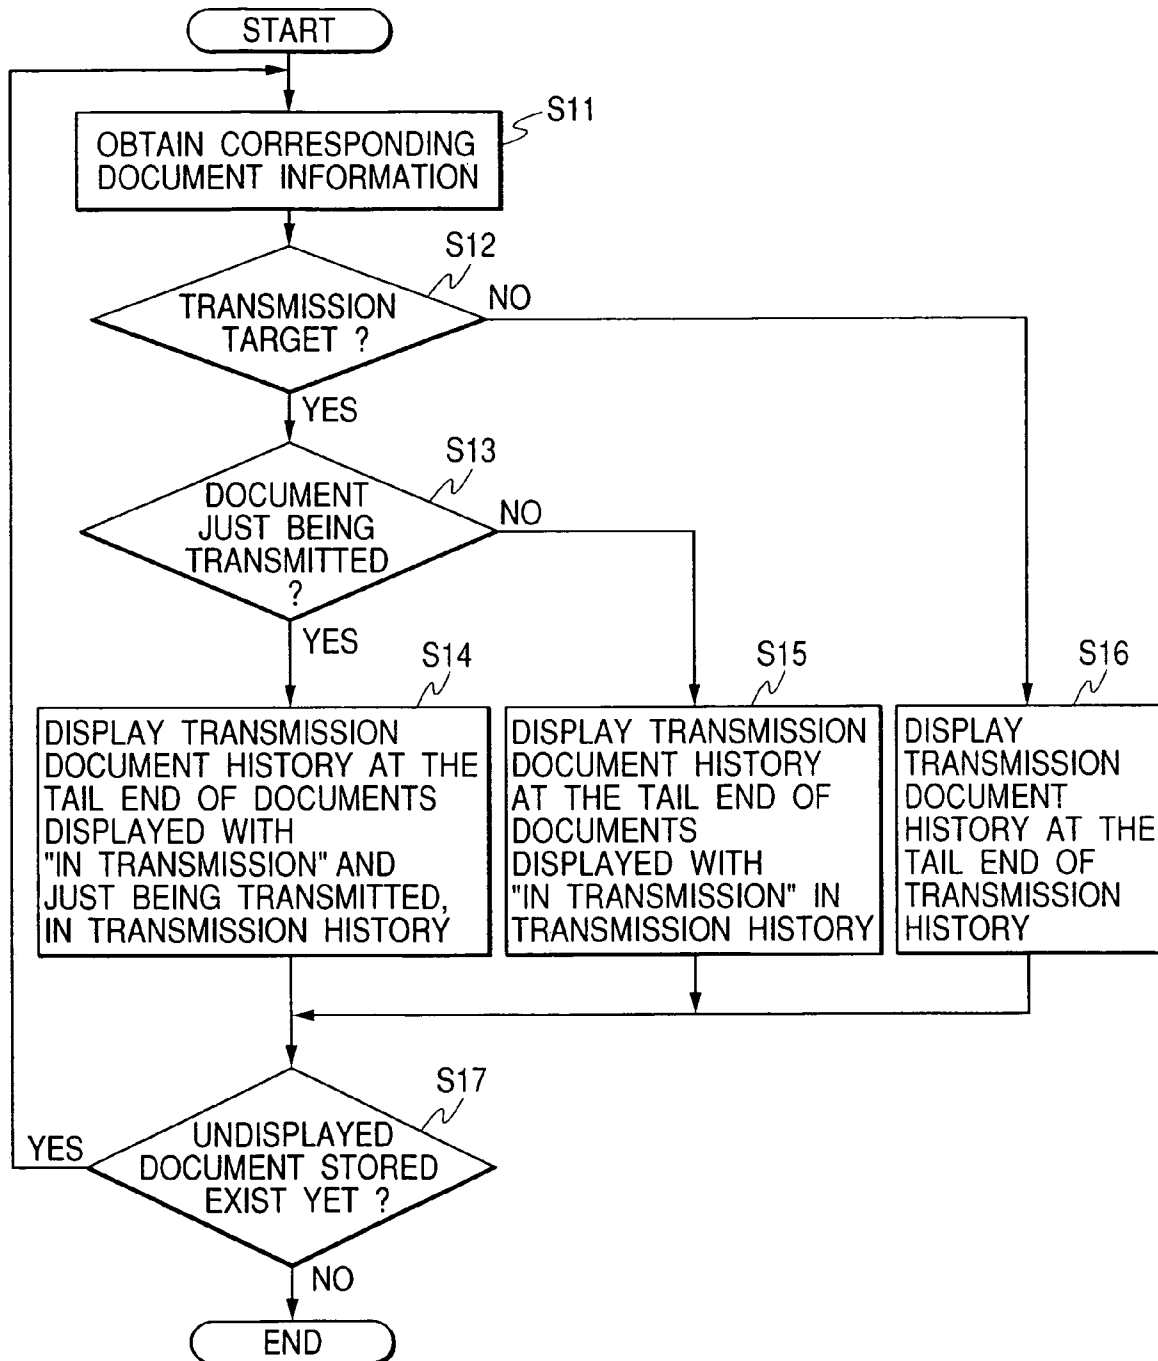 START
S11
OBTAIN CORRESPONDING
DOCUMENT INFORMATION
S12
TRANSMISSION
TARGET ?
NO
YES
S13
DOCUMENT
JUST BEING
TRANSMITTED
?
NO
YES
S14
DISPLAY TRANSMISSION
DOCUMENT HISTORY AT THE
TAIL END OF DOCUMENTS
DISPLAYED WITH
"IN TRANSMISSION" AND
JUST BEING TRANSMITTED,
IN TRANSMISSION HISTORY
S15
DISPLAY TRANSMISSION
DOCUMENT HISTORY
AT THE TAIL END OF
DOCUMENTS
DISPLAYED WITH
"IN TRANSMISSION" IN
TRANSMISSION HISTORY
S16
DISPLAY
TRANSMISSION
DOCUMENT
HISTORY AT THE
TAIL END OF
TRANSMISSION
HISTORY
S17
YES
UNDISPLAYED
DOCUMENT STORED
EXIST YET ?
NO
END